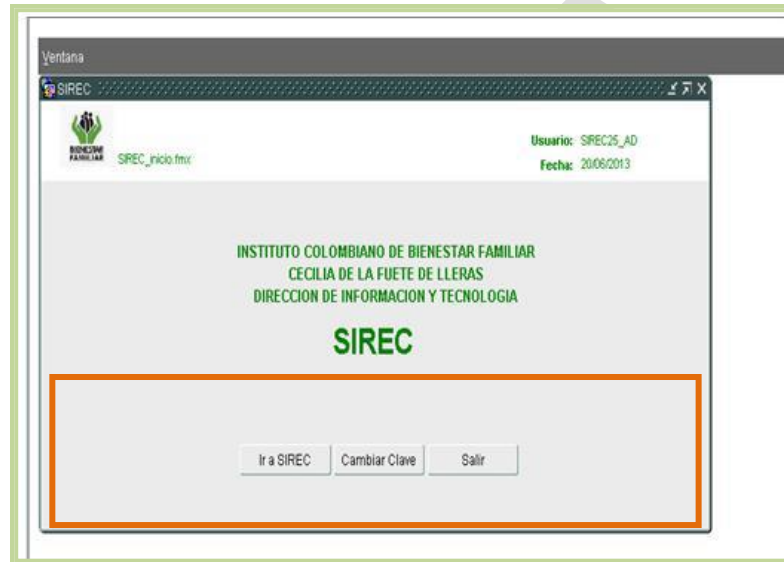 Ventana
SIREC
BIENESTAR
FAMILIAR
SIREC_inicio.fmx
Usuario: SIREC25_AD
Fecha: 20/06/2013
INSTITUTO COLOMBIANO DE BIENESTAR FAMILIAR
CECILIA DE LA FUETE DE LLERAS
DIRECCION DE INFORMACION Y TECNOLOGIA
SIREC
Ir a SIREC Cambiar Clave Salir